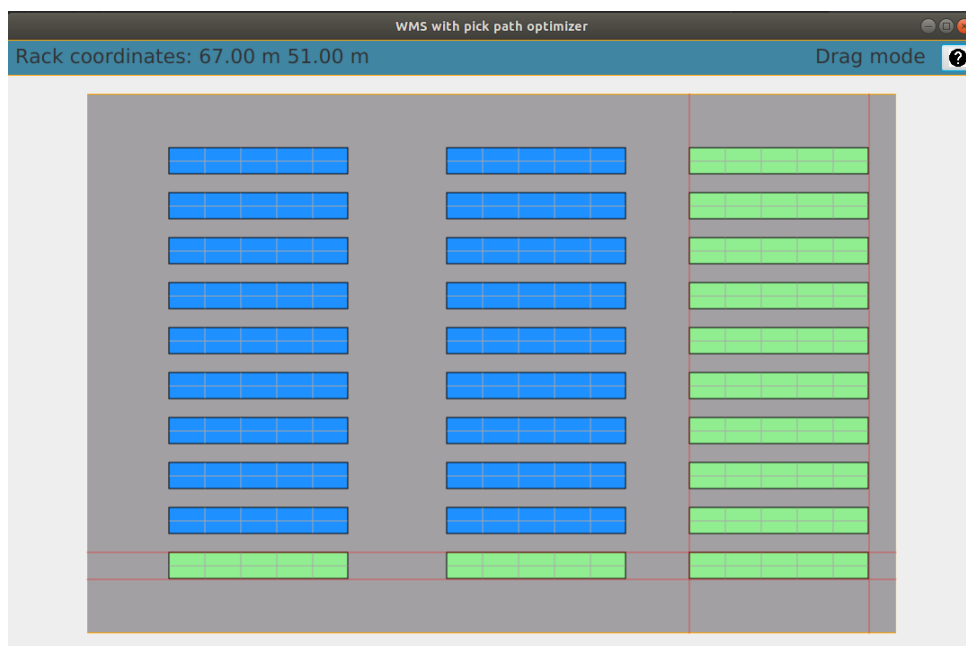 WMS with pick path optimizer
Rack coordinates: 67.00 m 51.00 m
Drag mode
?